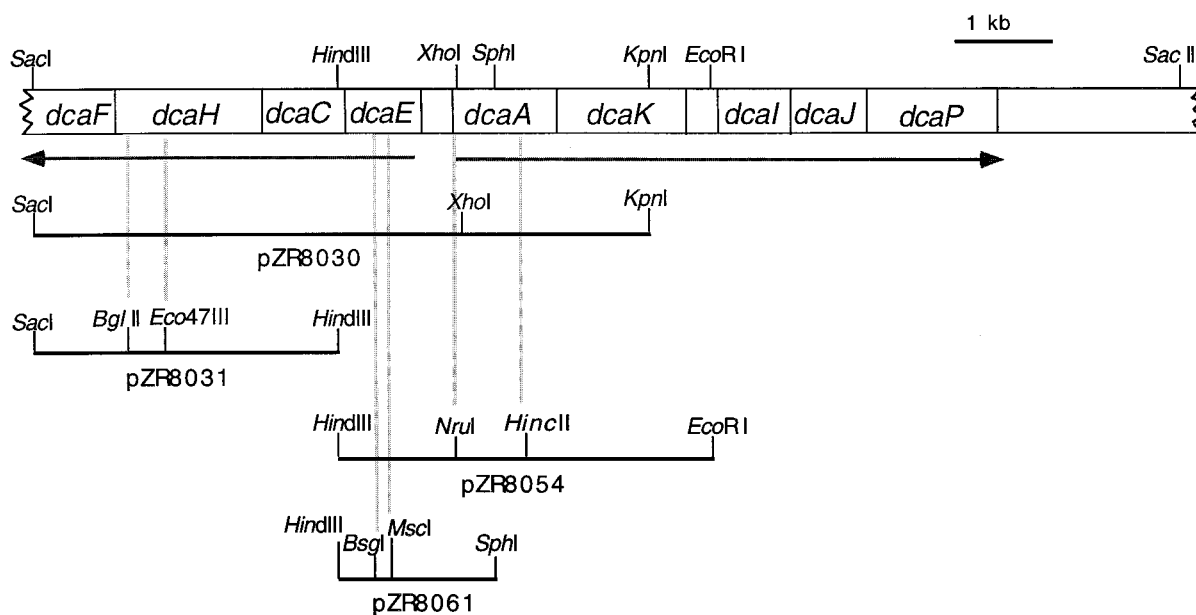 1 kb
SacI HindIII XhoI SphI KpnI EcoRI Sac II
dcaF dcaH dcaC dcaE dcaA dcaK dcaI dcaJ dcaP
SacI XhoI KpnI
pZR8030
SacI Bgl II Eco47III HindIII
pZR8031
HindIII NruI HincII EcoRI
pZR8054
HindIII BsgI MscI SphI
pZR8061